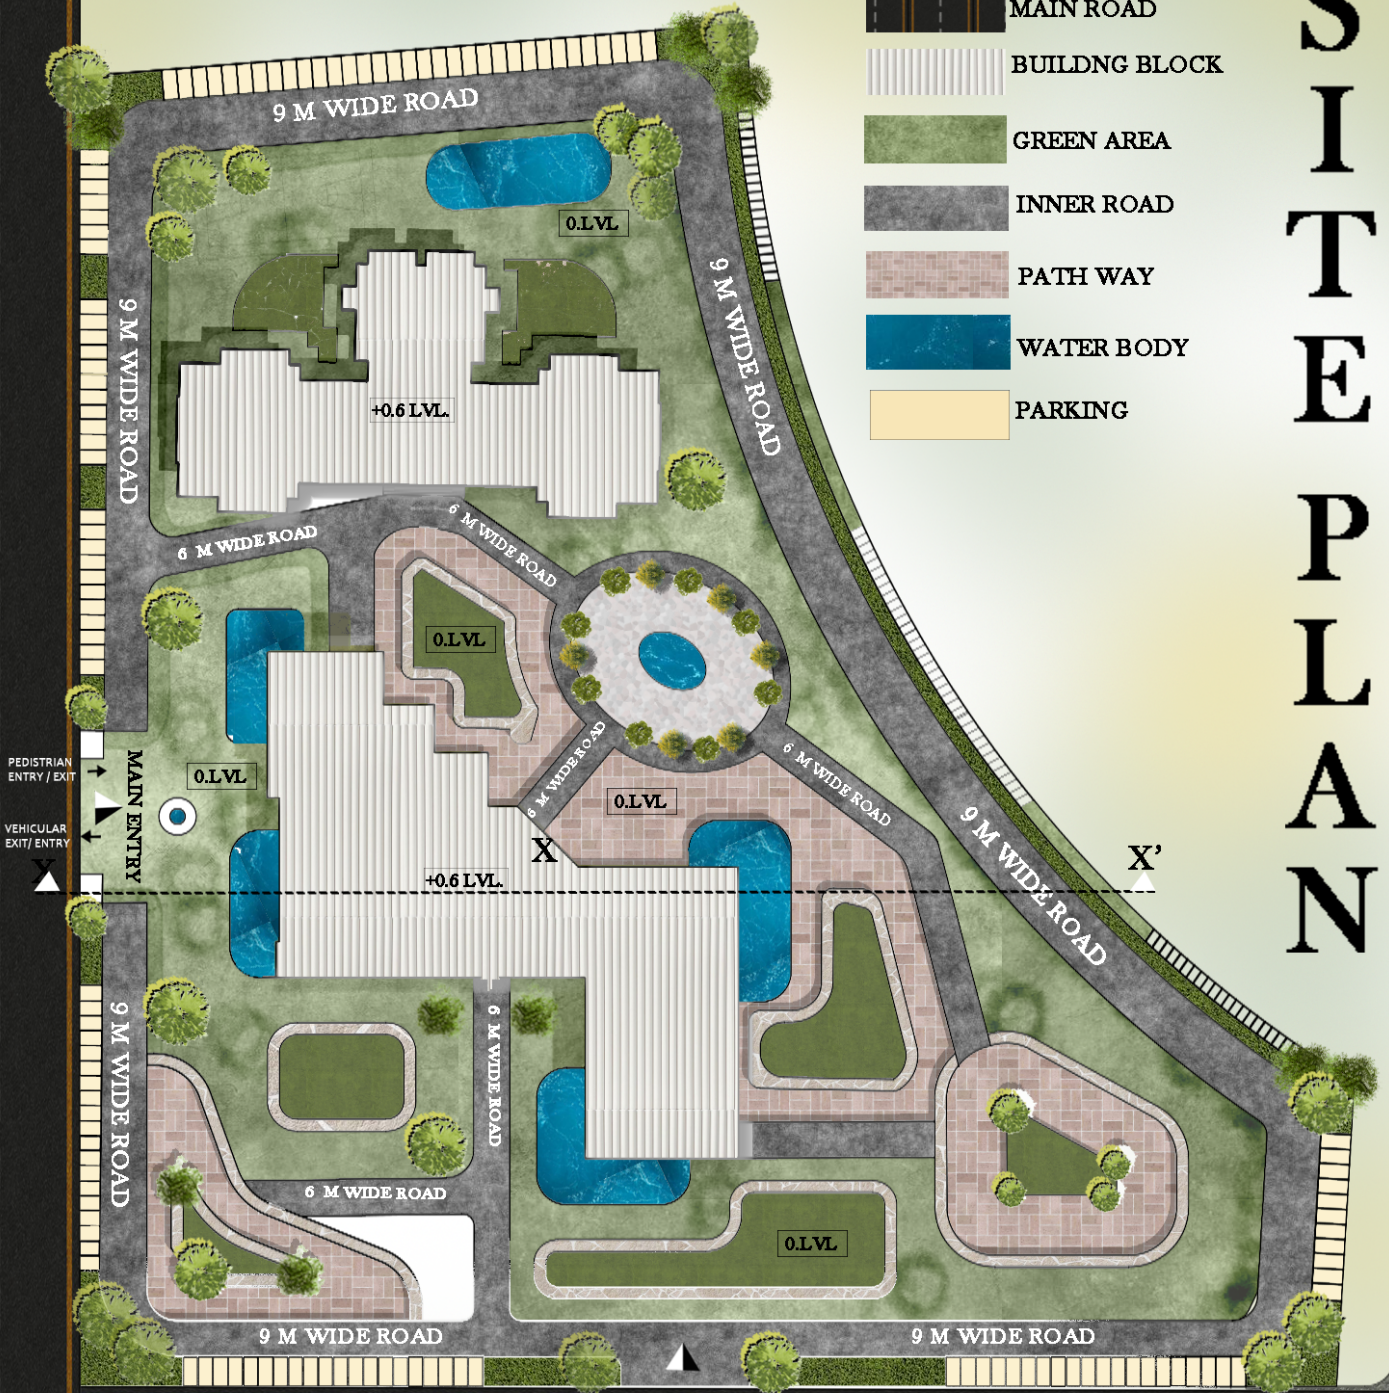 MAIN ROAD
BUILDNG BLOCK
GREEN AREA
INNER ROAD
PATH WAY
WATER BODY
PARKING
SITE PLAN
9 M WIDE ROAD
0.LVL
9 M WIDE ROAD
9 M WIDE ROAD
+0.6 LVL.
6 M WIDE ROAD
6 M WIDE ROAD
0.LVL
0.LVL
6 M WIDE ROAD
6 M WIDE ROAD
0.LVL
PEDISTRIAN
ENTRY / EXIT
MAIN ENTRY
VEHICULAR
EXIT/ ENTRY
X
X
X'
+0.6 LVL.
9 M WIDE ROAD
9 M WIDE ROAD
6 M WIDE ROAD
6 M WIDE ROAD
0.LVL
9 M WIDE ROAD
9 M WIDE ROAD